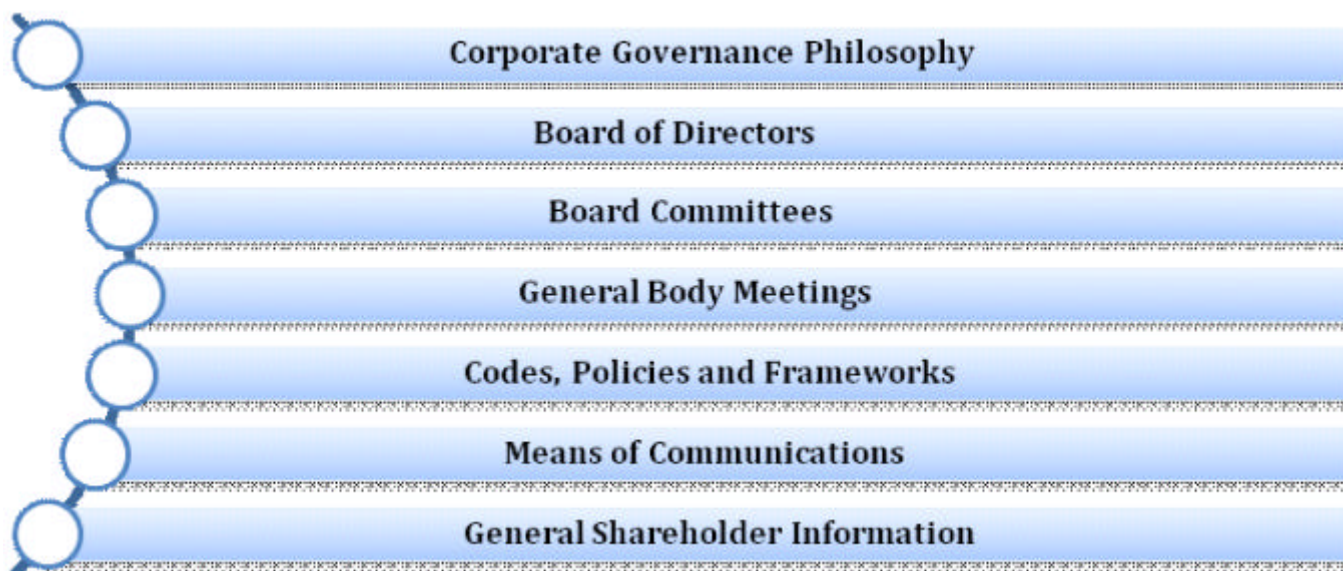 Corporate Governance Philosophy
Board of Directors
Board Committees
General Body Meetings
Codes, Policies and Frameworks
Means of Communications
General Shareholder Information